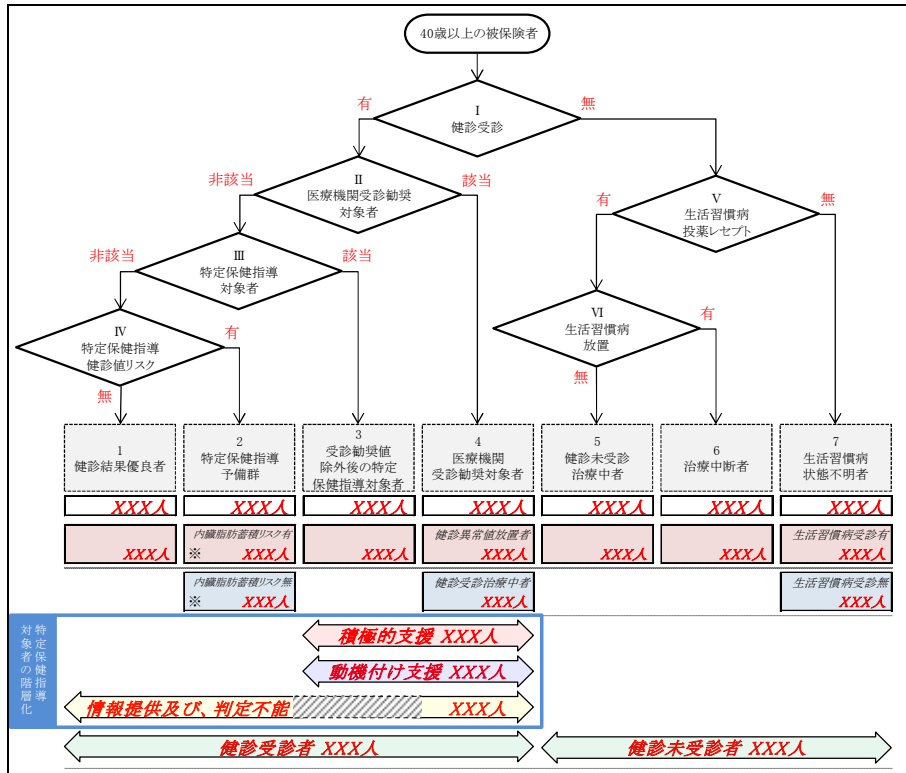 40歳以上の被保険者
有
Ⅰ
健診受診
無
非該当
Ⅱ
医療機関受診勧奨
対象者
該当
有
Ⅴ
生活習慣病
投薬レセプト
無
非該当
Ⅲ
特定保健指導
対象者
該当
Ⅳ
特定保健指導
健診値リスク
有
無
Ⅵ
生活習慣病
放置
有
無
1
健診結果優良者
2
特定保健指導
予備群
3
受診勧奨値
除外後の特定
保健指導対象者
4
医療機関
受診勧奨対象者
5
健診未受診
治療中者
6
治療中断者
7
生活習慣病
状態不明者
XXX人
XXX人
XXX人
XXX人
XXX人
XXX人
XXX人
XXX人
内臓脂肪蓄積リスク有
※ XXX人
XXX人
健診異常値放置者
XXX人
XXX人
XXX人
生活習慣病受診有
XXX人
内臓脂肪蓄積リスク無
※ XXX人
健診受診治療中者
XXX人
生活習慣病受診無
XXX人
特定保健指導
対象者の階層化
積極的支援 XXX人
動機付け支援 XXX人
情報提供及び、判定不能 XXX人
健診受診者 XXX人
健診未受診者 XXX人